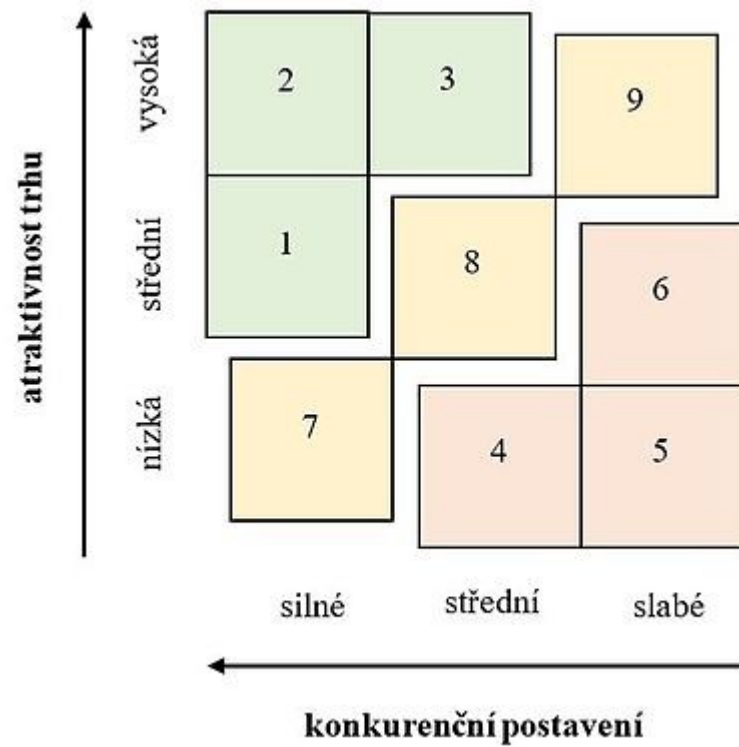 atraktivnost trhu
vysoká
střední
nízká
2
3
9
1
8
6
7
4
5
silné
střední
slabé
konkurenční postavení